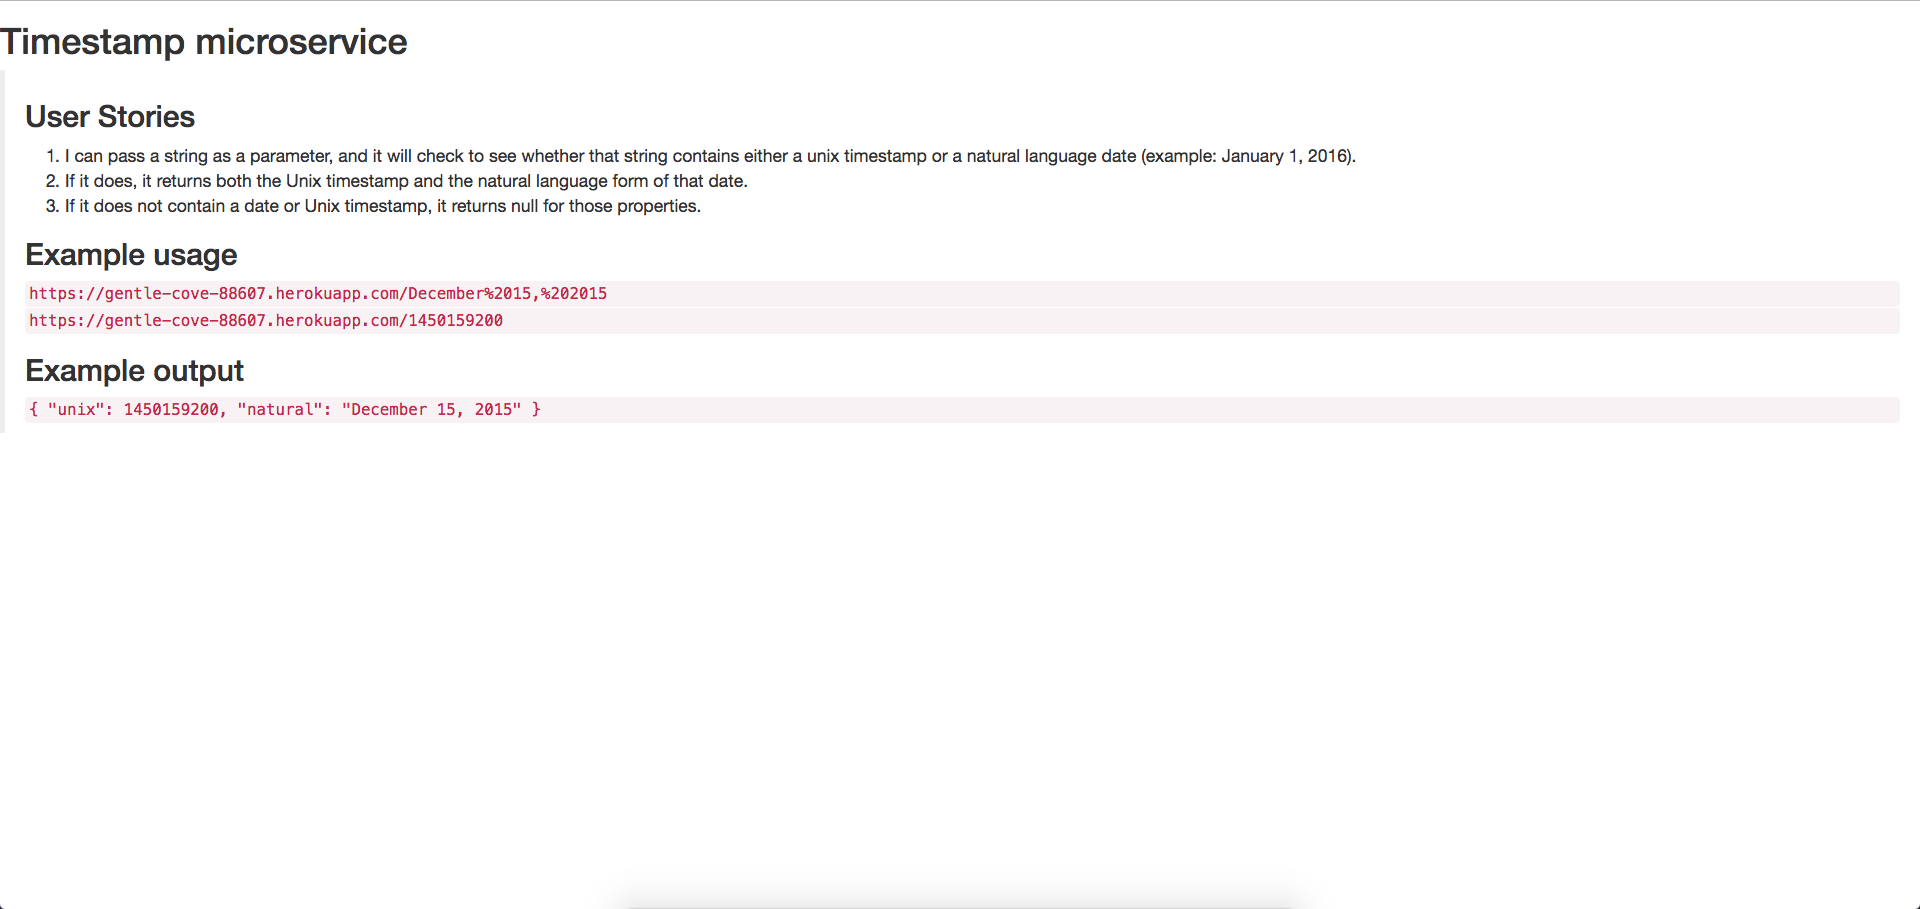 Timestamp microservice
User Stories
1. I can pass a string as a parameter, and it will check to see whether that string contains either a unix timestamp or a natural language date (example: January 1, 2016).
2. If it does, it returns both the Unix timestamp and the natural language form of that date.
3. If it does not contain a date or Unix timestamp, it returns null for those properties.
Example usage
https://gentle-cove-88607.herokuapp.com/December%2015,%202015
https://gentle-cove-88607.herokuapp.com/1450159200
Example output
{ "unix": 1450159200, "natural": "December 15, 2015" }